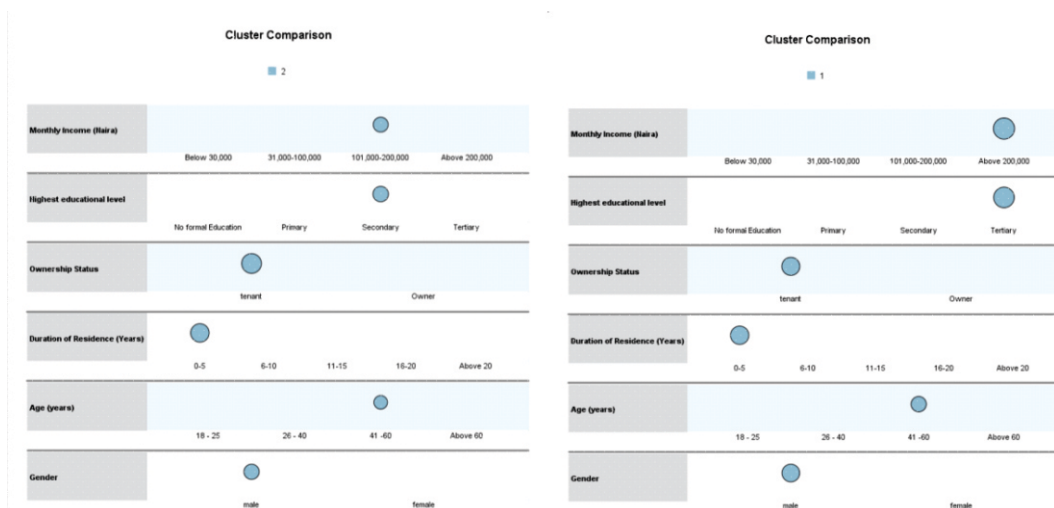 Cluster Comparison
2
Monthly Income (Naira)
Below 30,000 31,000-100,000 101,000-200,000 Above 200,000
Highest educational level
No formal Education Primary Secondary Tertiary
Ownership Status
tenant Owner
Duration of Residence (Years)
0-5 6-10 11-15 16-20 Above 20
Age (years)
18 - 25 26 - 40 41 -60 Above 60
Gender
male female
Cluster Comparison
1
Monthly Income (Naira)
Below 30,000 31,000-100,000 101,000-200,000 Above 200,000
Highest educational level
No formal Education Primary Secondary Tertiary
Ownership Status
tenant Owner
Duration of Residence (Years)
0-5 6-10 11-15 16-20 Above 20
Age (years)
18 - 25 26 - 40 41 -60 Above 60
Gender
male female